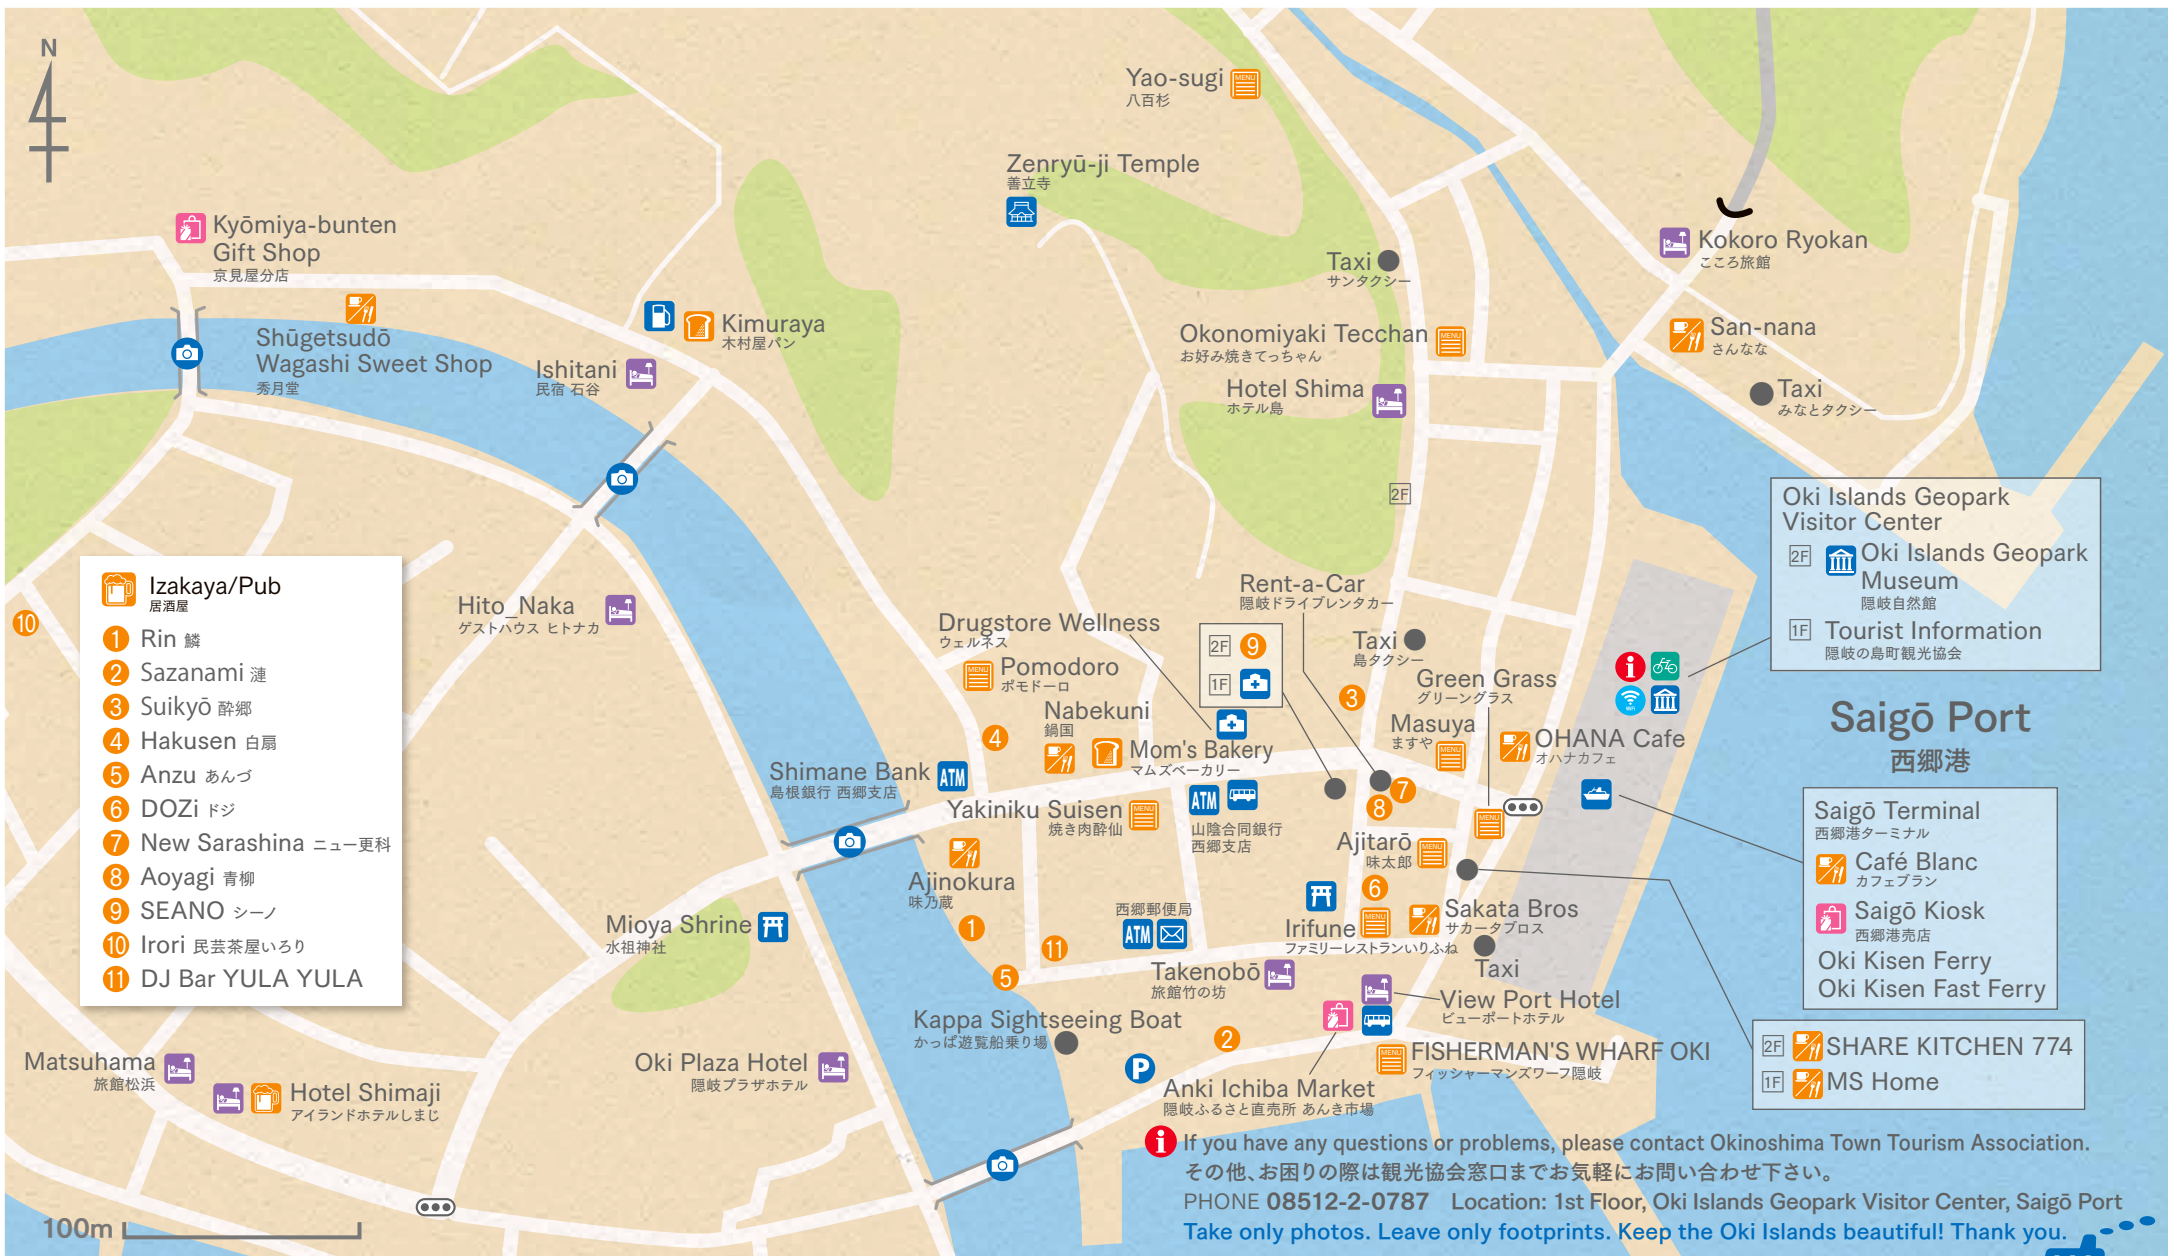 N
Yao-sugi
八百杉
MENU
Zenryū-ji Temple
善立寺
Kyōmiya-bunten
Gift Shop
京見屋分店
Kokoro Ryokan
こころ旅館
Taxi
サンタクシー
Shūgetsudō
Wagashi Sweet Shop
秀月堂
Kimuraya
木村屋パン
Ishitani
民宿 石谷
Okonomiyaki Tecchan
お好み焼きてっちゃん
MENU
San-nana
さんなな
Hotel Shima
ホテル島
Taxi
みなとタクシー
2F
Oki Islands Geopark
Visitor Center
2F
Oki Islands Geopark
Museum
隠岐自然館
1F
Tourist Information
隠岐の島町観光協会
Izakaya/Pub
居酒屋
1 Rin 鱗
2 Sazanami 漣
3 Suikyō 酔郷
4 Hakusen 白扇
5 Anzu あんづ
6 DOZi ドジ
7 New Sarashina ニュー更科
8 Aoyagi 青柳
9 SEANO シーノ
10 Irori 民芸茶屋いろり
11 DJ Bar YULA YULA
10
Hito_Naka
ゲストハウス ヒトナカ
Rent-a-Car
隠岐ドライブレンタカー
Drugstore Wellness
ウェルネス
2F 9
1F
Taxi
島タクシー
MENU
Pomodoro
ポモドーロ
Green Grass
グリーングラス
3
WiFi
Nabekuni
鍋国
4
Masuya
ますや
MENU
Mom's Bakery
マムズベーカリー
OHANA Cafe
オハナカフェ
Saigō Port
西郷港
Shimane Bank
島根銀行 西郷支店
ATM
Yakiniku Suisen
焼き肉酔仙
MENU
ATM
山陰合同銀行
西郷支店
7
8
MENU
Ajitarō
味太郎
MENU
Saigō Terminal
西郷港ターミナル
Café Blanc
カフェブラン
Saigō Kiosk
西郷港売店
Oki Kisen Ferry
Oki Kisen Fast Ferry
Ajinokura
味乃蔵
6
Mioya Shrine
水祖神社
1
西郷郵便局
ATM
11
Irifune
ファミリーレストランいりふね
MENU
Sakata Bros
サカータブロス
Taxi
5
Takenobō
旅館竹の坊
View Port Hotel
ビューポートホテル
Kappa Sightseeing Boat
かっぱ遊覧船乗り場
2
MENU
FISHERMAN'S WHARF OKI
フィッシャーマンズワーフ隠岐
2F SHARE KITCHEN 774
1F MS Home
Matsuhama
旅館松浜
Hotel Shimaji
アイランドホテルしまじ
Oki Plaza Hotel
隠岐プラザホテル
P
Anki Ichiba Market
隠岐ふるさと直売所 あんき市場
i If you have any questions or problems, please contact Okinoshima Town Tourism Association.
その他、お困りの際は観光協会窓口までお気軽にお問い合わせ下さい。
PHONE 08512-2-0787 Location: 1st Floor, Oki Islands Geopark Visitor Center, Saigō Port
Take only photos. Leave only footprints. Keep the Oki Islands beautiful! Thank you.
100m